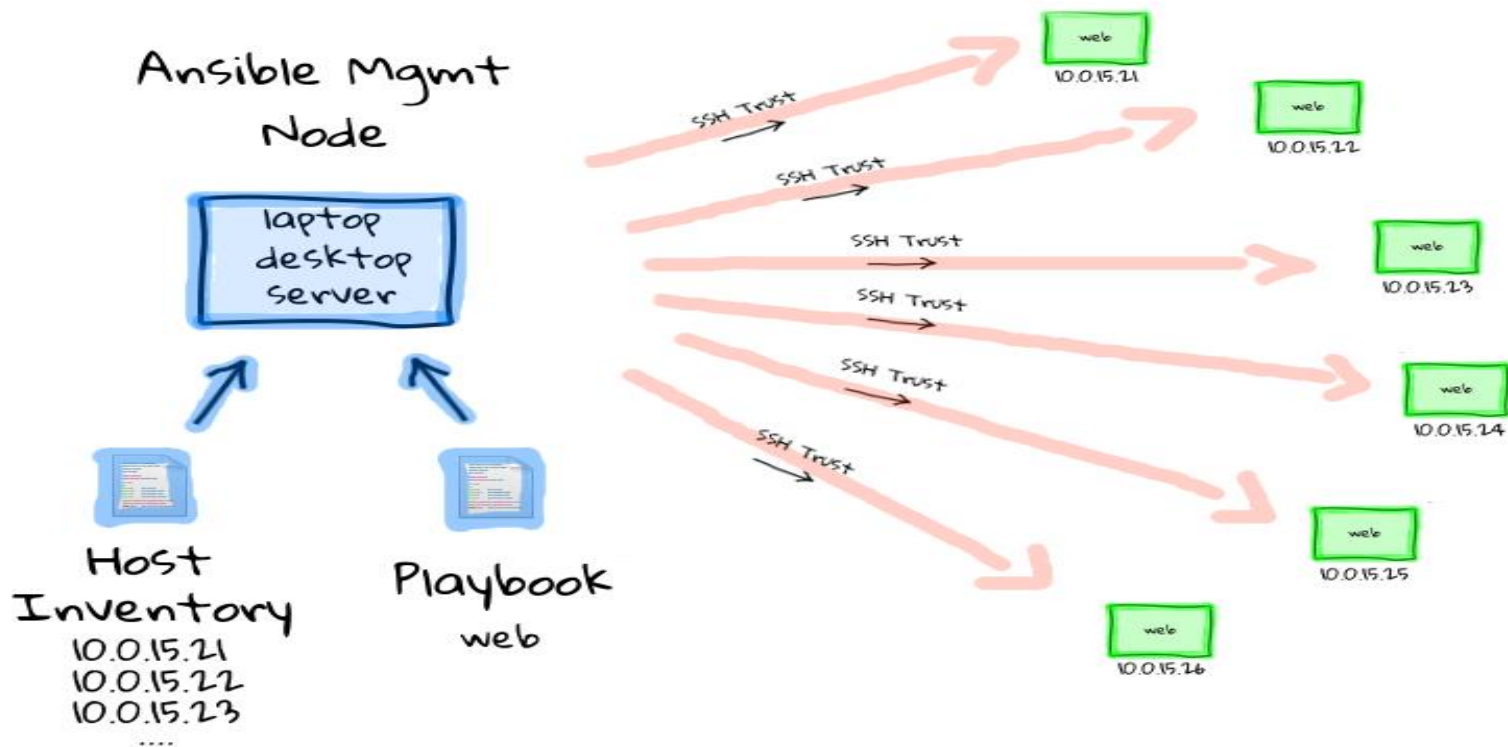 Ansible Mgmt
Node
laptop
desktop
server
Host
Inventory
10.0.15.21
10.0.15.22
10.0.15.23
....
Playbook
web
SSH Trust
SSH Trust
SSH Trust
SSH Trust
SSH Trust
SSH Trust
web
10.0.15.21
web
10.0.15.22
web
10.0.15.23
web
10.0.15.24
web
10.0.15.25
web
10.0.15.26